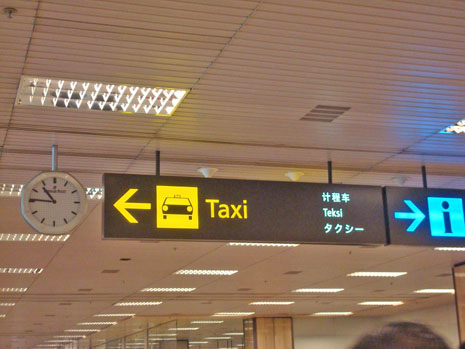 Taxi
计程车
Teksi
タクシー
i